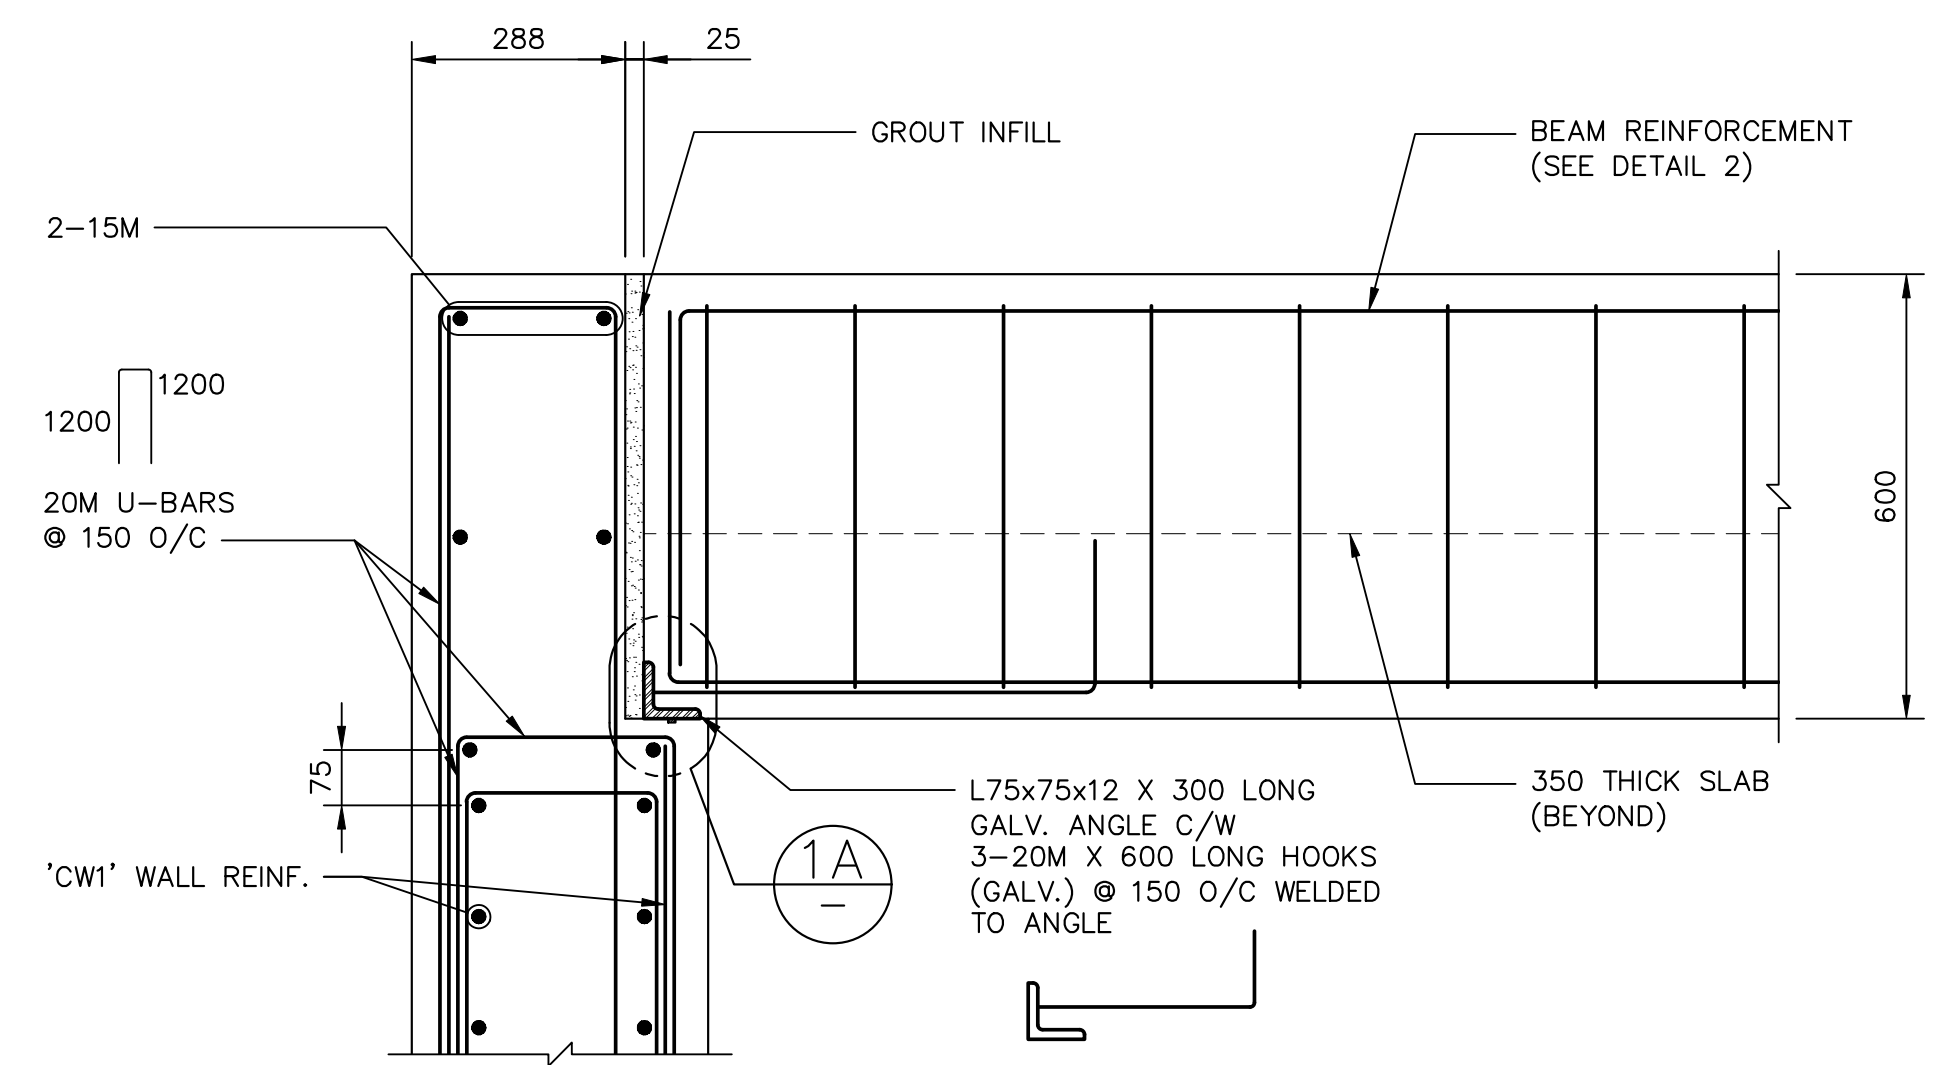 288
25
GROUT INFILL
BEAM REINFORCEMENT
(SEE DETAIL 2)
2-15M
1200
1200
20M U-BARS
@ 150 O/C
600
75
L75x75x12 X 300 LONG
GALV. ANGLE C/W
3-20M X 600 LONG HOOKS
(GALV.) @ 150 O/C WELDED
TO ANGLE
350 THICK SLAB
(BEYOND)
1A
-
'CW1' WALL REINF.